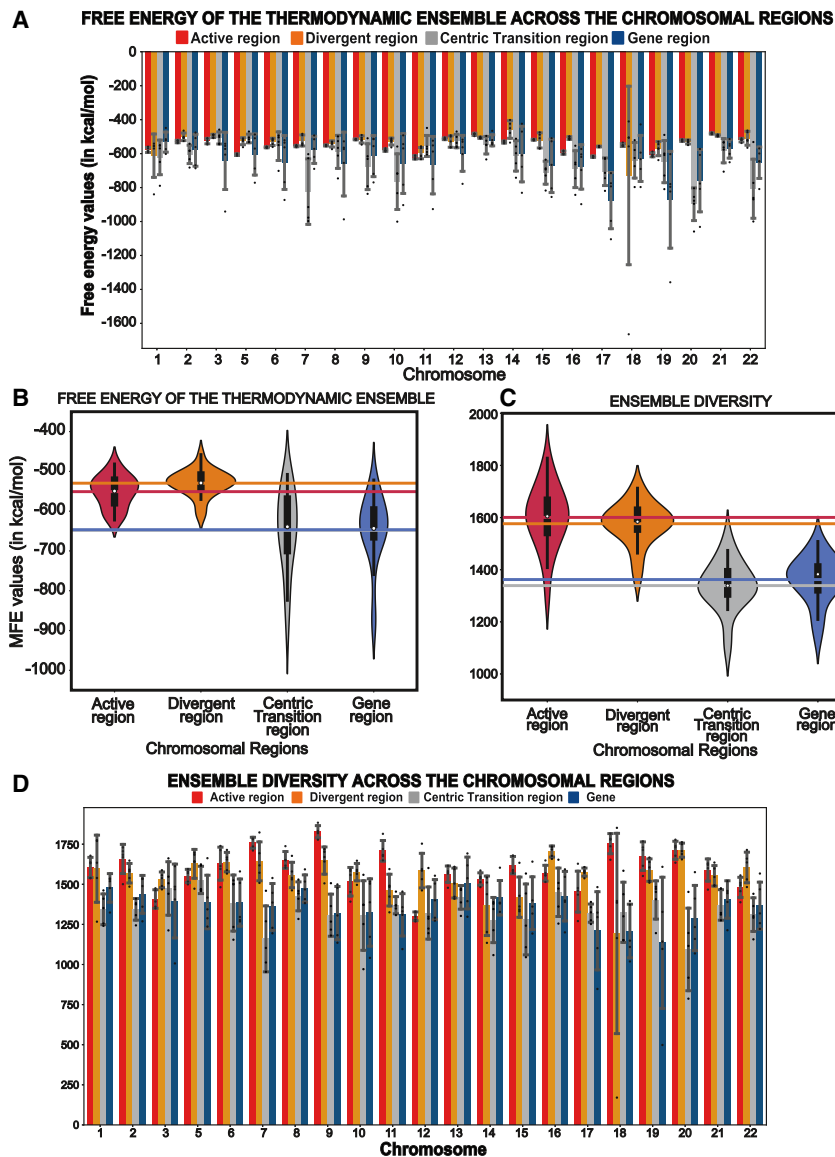 A
FREE ENERGY OF THE THERMODYNAMIC ENSEMBLE ACROSS THE CHROMOSOMAL REGIONS
Active region Divergent region Centric Transition region Gene region
Free energy values (in kcal/mol)
0
-200
-400
-600
-800
-1000
-1200
-1400
-1600
1 2 3 5 6 7 8 9 10 11 12 13 14 15 16 17 18 19 20 21 22
Chromosome
B
FREE ENERGY OF THE THERMODYNAMIC ENSEMBLE
MFE values (in kcal/mol)
-400
-500
-600
-700
-800
-900
-1000
Active region
Divergent region
Centric Transition region
Gene region
Chromosomal Regions
C
ENSEMBLE DIVERSITY
2000
1800
1600
1400
1200
1000
Active region
Divergent region
Centric Transition region
Gene region
Chromosomal Regions
D
ENSEMBLE DIVERSITY ACROSS THE CHROMOSOMAL REGIONS
Active region Divergent region Centric Transition region Gene
1750
1500
1250
1000
750
500
250
0
1 2 3 5 6 7 8 9 10 11 12 13 14 15 16 17 18 19 20 21 22
Chromosome